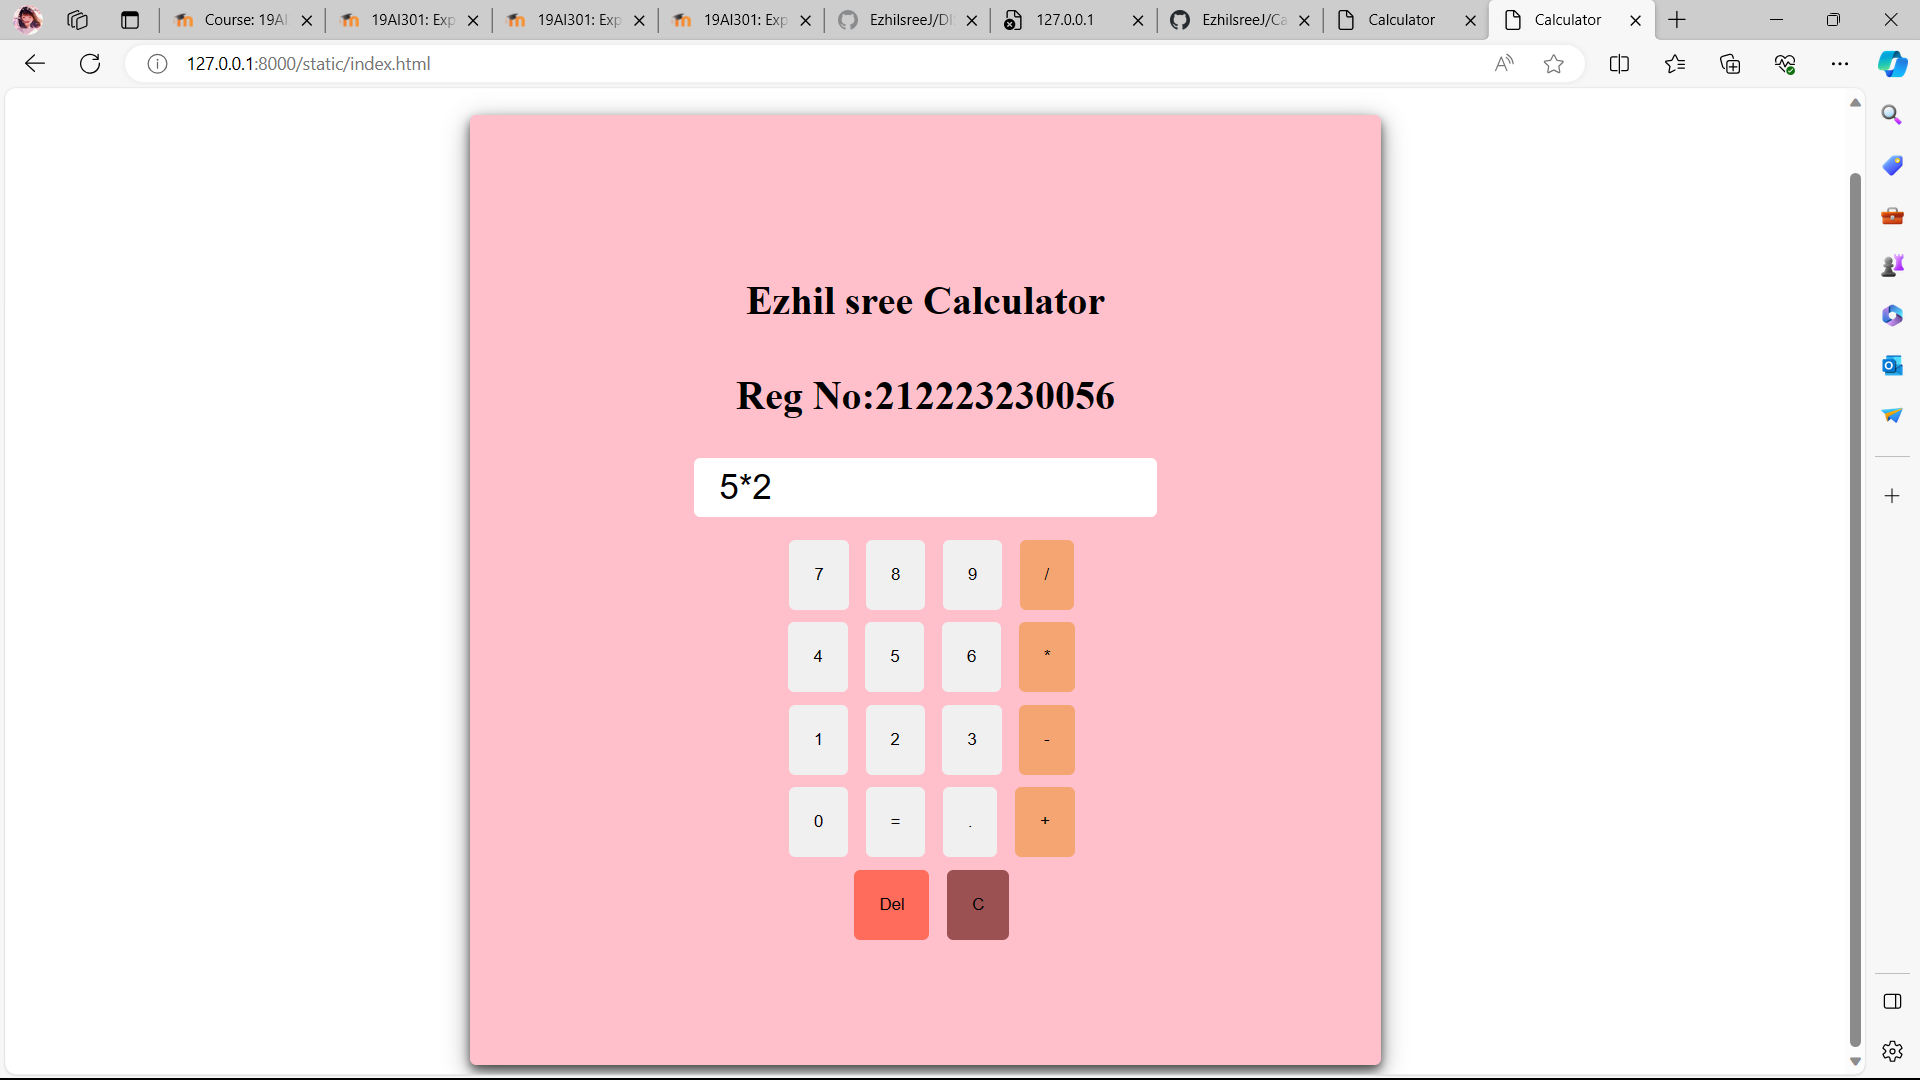 Course: 19AI
19AI301: Exp
19AI301: Exp
19AI301: Exp
EzhilsreeJ/DI
127.0.0.1
EzhilsreeJ/Ca
Calculator
Calculator
127.0.0.1:8000/static/index.html
Ezhil sree Calculator
Reg No:212223230056
5*2
7 8 9 /
4 5 6 *
1 2 3 -
0 = . +
Del C